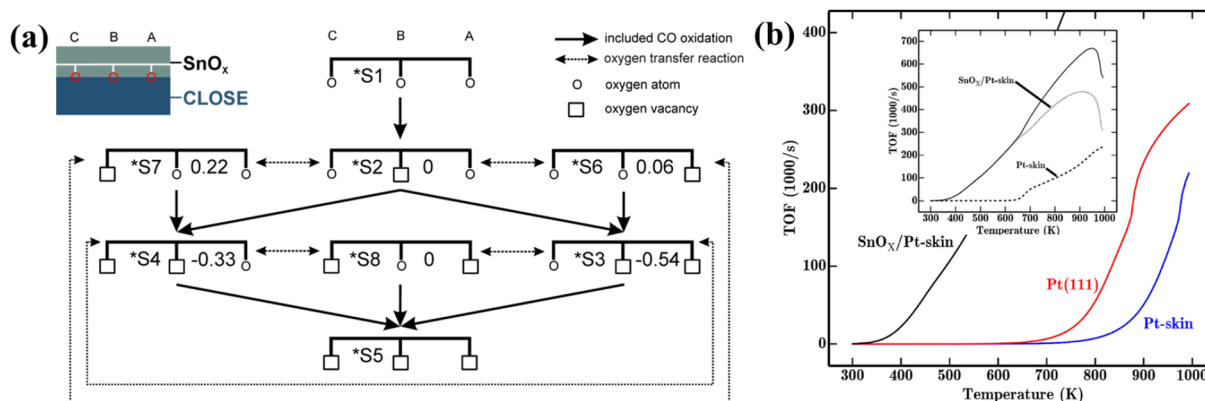 (a)
C B A
SnOx
CLOSE
C B A
*S1
included CO oxidation
oxygen transfer reaction
oxygen atom
oxygen vacancy
*S7 0.22
*S2 0
*S6 0.06
*S4 -0.33
*S8 0
*S3 -0.54
*S5
(b)
TOF (1000/s)
400
300
200
100
0
300 400 500 600 700 800 900 1000
Temperature (K)
SnOX/Pt-skin
Pt(111)
Pt-skin
TOF (1000/s)
700
600
500
400
300
200
100
0
300 400 500 600 700 800 900 1000
Temperature (K)
SnOX/Pt-skin
Pt-skin